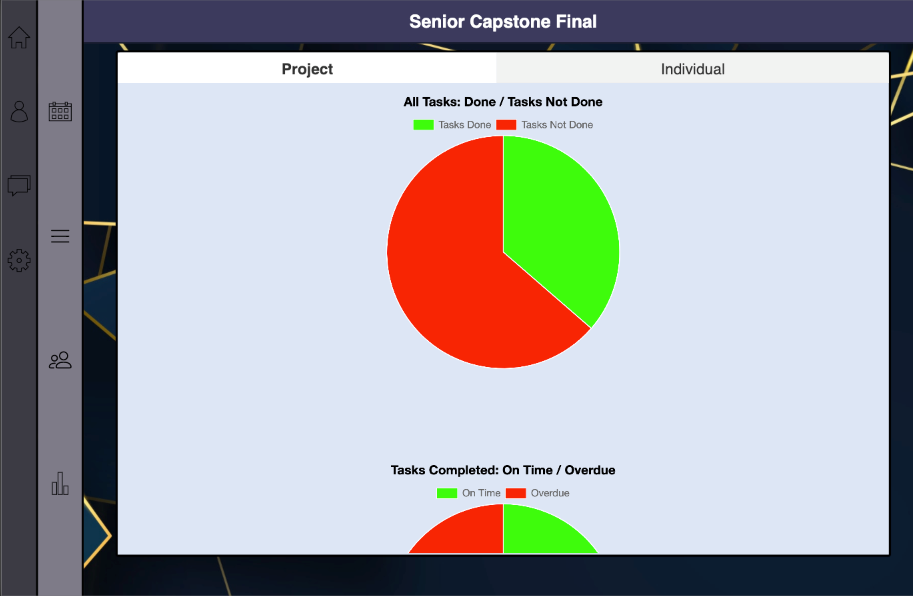 Senior Capstone Final
Project Individual
All Tasks: Done / Tasks Not Done
Tasks Done Tasks Not Done
Tasks Completed: On Time / Overdue
On Time Overdue